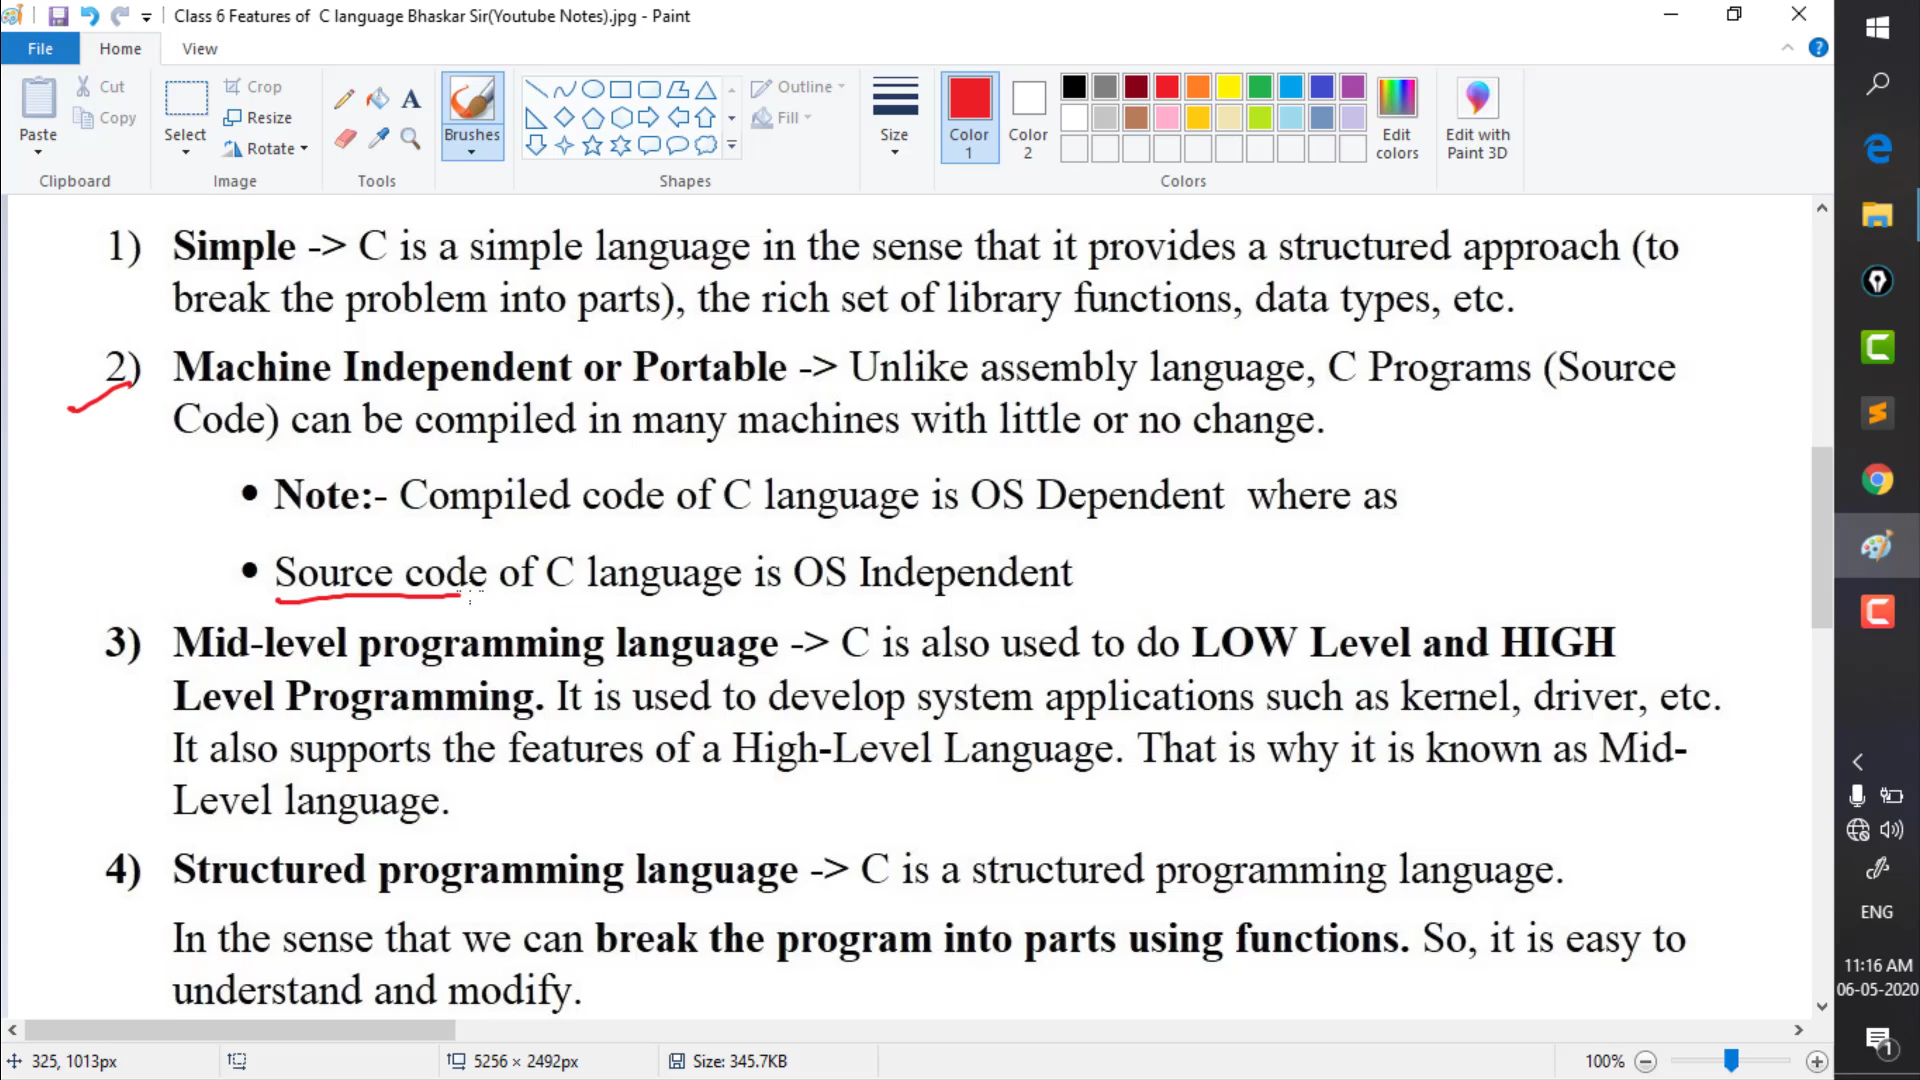 Class 6 Features of  C language Bhaskar Sir(Youtube Notes).jpg - Paint
File Home View
Paste Cut Copy Clipboard
Select Crop Resize Rotate Image
Tools
Brushes
Outline Fill Shapes
Size
Color 1 Color 2 Edit colors Colors
Edit with Paint 3D
1) Simple -> C is a simple language in the sense that it provides a structured approach (to
break the problem into parts), the rich set of library functions, data types, etc.
2) Machine Independent or Portable -> Unlike assembly language, C Programs (Source
Code) can be compiled in many machines with little or no change.
• Note:- Compiled code of C language is OS Dependent  where as
• Source code of C language is OS Independent
3) Mid-level programming language -> C is also used to do LOW Level and HIGH
Level Programming. It is used to develop system applications such as kernel, driver, etc.
It also supports the features of a High-Level Language. That is why it is known as Mid-
Level language.
4) Structured programming language -> C is a structured programming language.
In the sense that we can break the program into parts using functions. So, it is easy to
understand and modify.
325, 1013px 5256 × 2492px Size: 345.7KB 100%
ENG
11:16 AM
06-05-2020
1